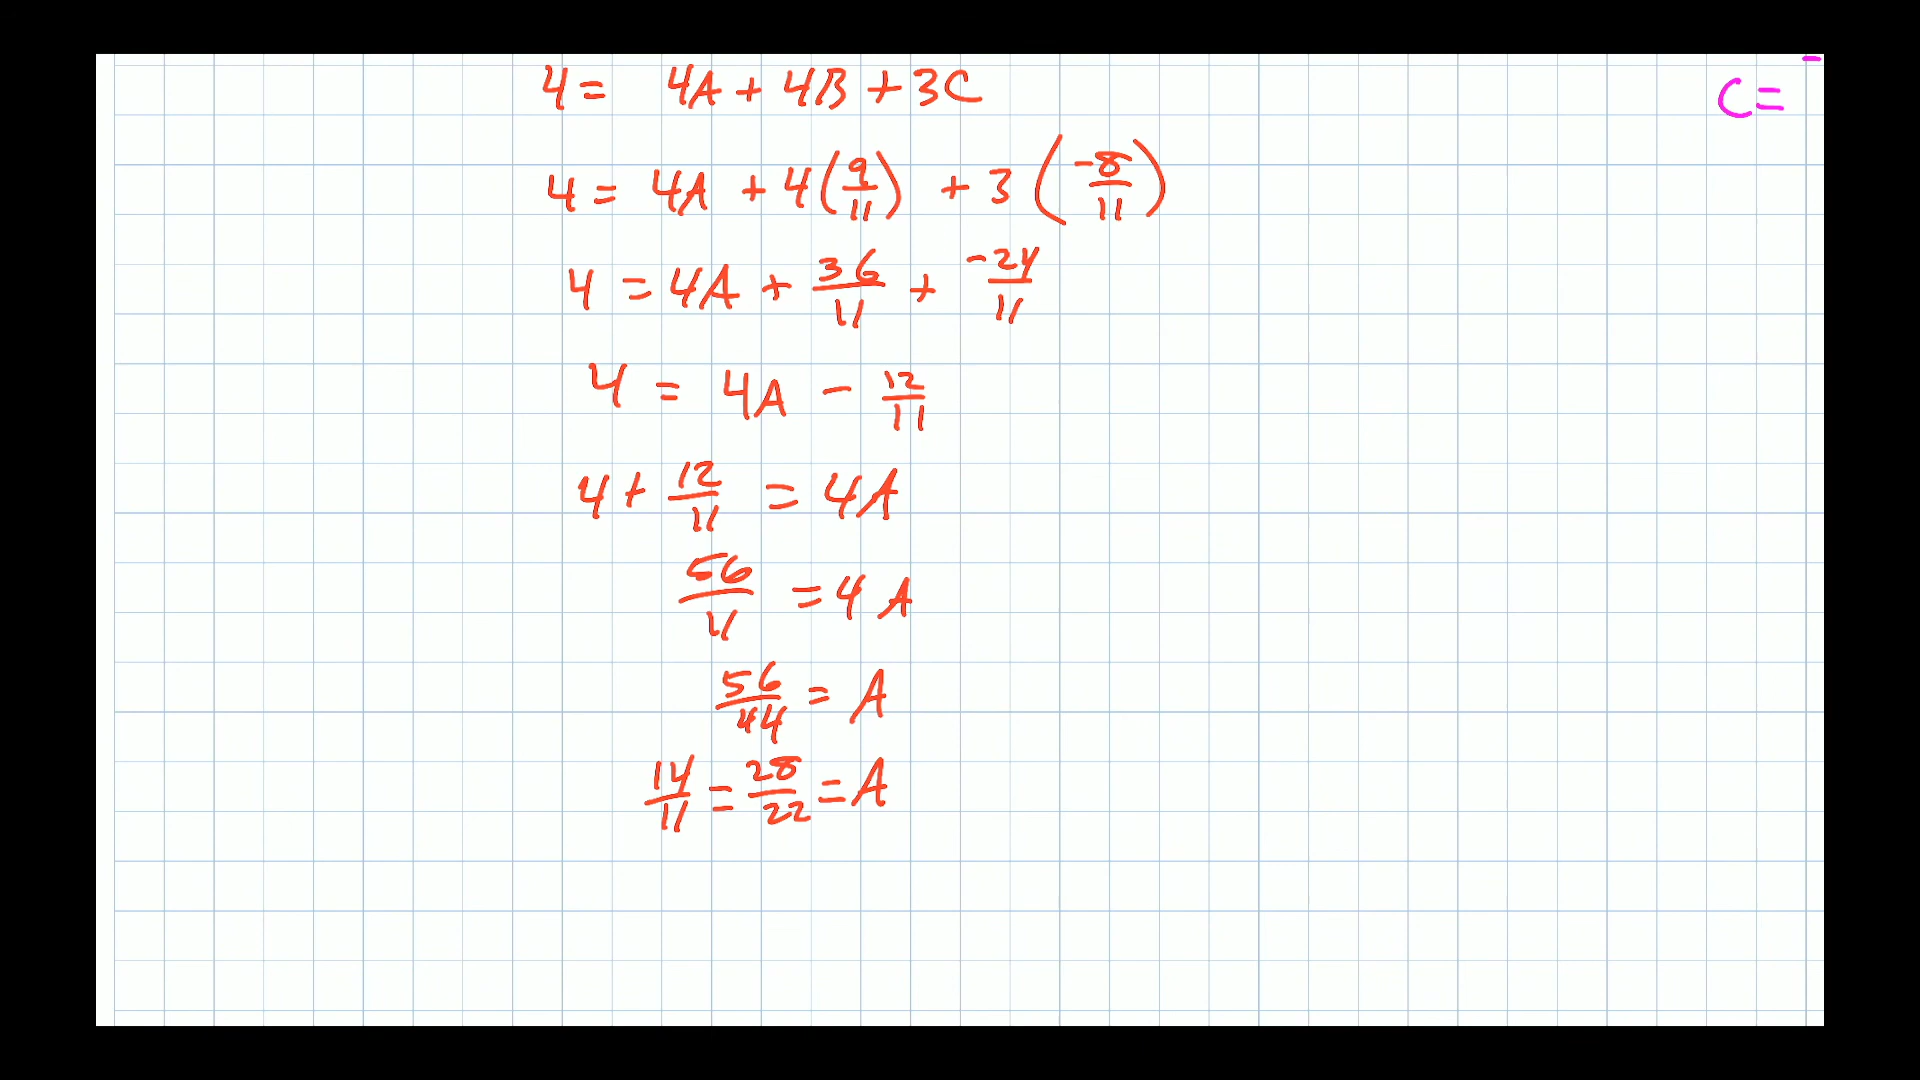 4 = 4A + 4B + 3C
C =
4 = 4A + 4(9/11) + 3(-8/11)
4 = 4A + 36/11 + -24/11
4 = 4A - 12/11
4 + 12/11 = 4A
56/11 = 4A
56/44 = A
14/11 = 28/22 = A